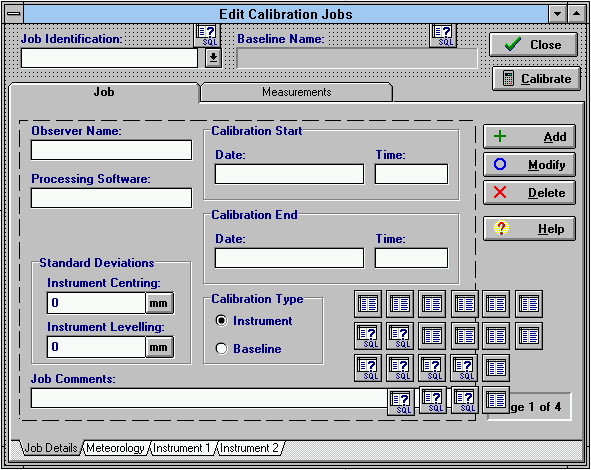 Edit Calibration Jobs
Job Identification:
SQL
Baseline Name:
SQL
Close
Calibrate
Job
Measurements
Observer Name:
Processing Software:
Calibration Start
Date:
Time:
Calibration End
Date:
Time:
Add
Modify
Delete
Help
Standard Deviations
Instrument Centring:
0 mm
Instrument Levelling:
0 mm
Calibration Type
Instrument
Baseline
SQL SQL
SQL SQL SQL SQL
Job Comments:
SQL SQL SQL
ge 1 of 4
Job Details Meteorology Instrument 1 Instrument 2